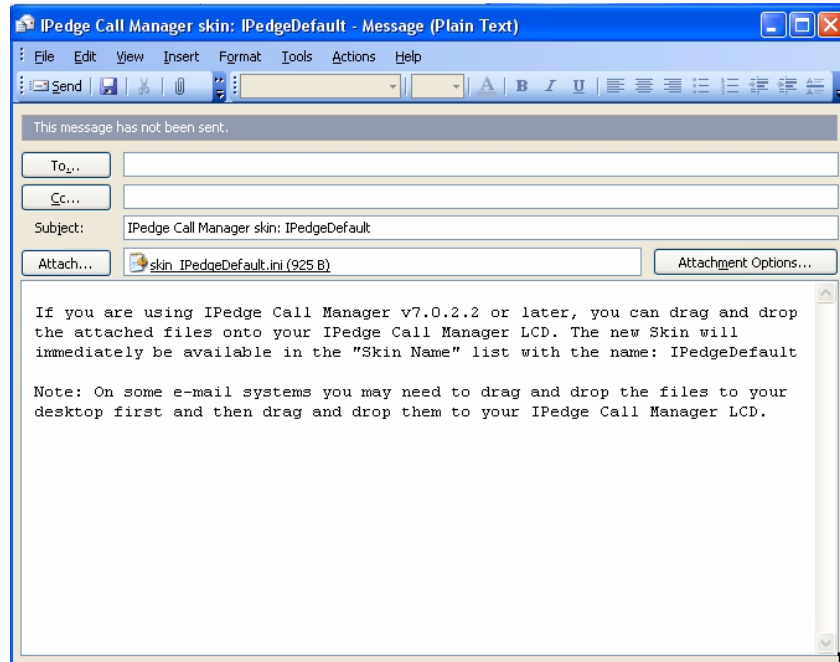 IPedge Call Manager skin: IPedgeDefault - Message (Plain Text)
File Edit View Insert Format Tools Actions Help
Send A B I U
This message has not been sent.
To...
Cc...
Subject: IPedge Call Manager skin: IPedgeDefault
Attach... skin_IPedgeDefault.ini (925 B) Attachment Options...
If you are using IPedge Call Manager v7.0.2.2 or later, you can drag and drop
the attached files onto your IPedge Call Manager LCD. The new Skin will
immediately be available in the "Skin Name" list with the name: IPedgeDefault
Note: On some e-mail systems you may need to drag and drop the files to your
desktop first and then drag and drop them to your IPedge Call Manager LCD.